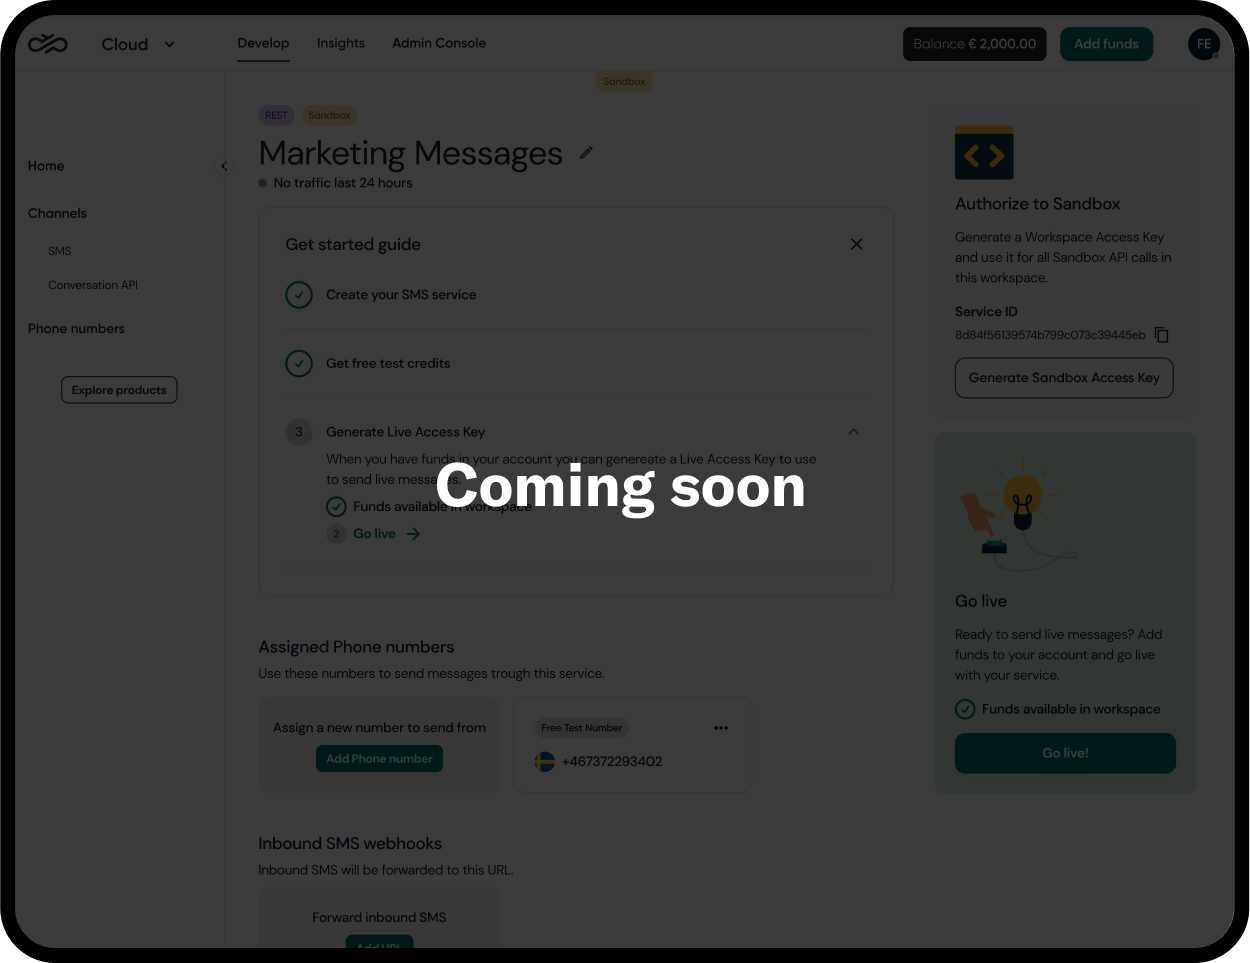 Cloud
Develop
Insights
Admin Console
Balance € 2,000.00
Add funds
FE
Sandbox
Home
Channels
SMS
Conversation API
Phone numbers
Explore products
REST
Sandbox
Marketing Messages
No traffic last 24 hours
Get started guide
Create your SMS service
Get free test credits
3
Generate Live Access Key
When you have funds in your account you can genereate a Live Access Key to use
to send live messages.
Funds available in workspace
2
Go live
Coming soon
Assigned Phone numbers
Use these numbers to send messages trough this service.
Assign a new number to send from
Add Phone number
Free Test Number
+467372293402
Inbound SMS webhooks
Inbound SMS will be forwarded to this URL.
Forward inbound SMS
Add URL
Authorize to Sandbox
Generate a Workspace Access Key
and use it for all Sandbox API calls in
this workspace.
Service ID
8d84f56139574b799c073c39445eb
Generate Sandbox Access Key
Go live
Ready to send live messages? Add
funds to your account and go live
with your service.
Funds available in workspace
Go live!